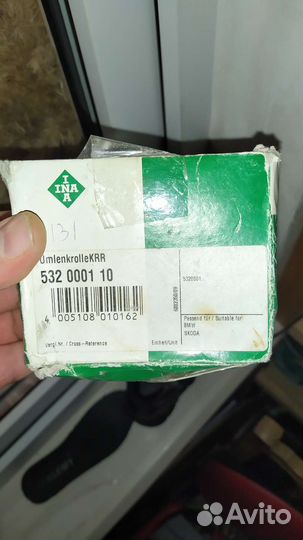 INA
131
UmlenkrolleKRR
532 0001 10
5320001
4 005108 010162
Passend für / Suitable for:
BMW
SKODA
Vergl.Nr. / Cross-Reference
Einheit/Unit
Avito